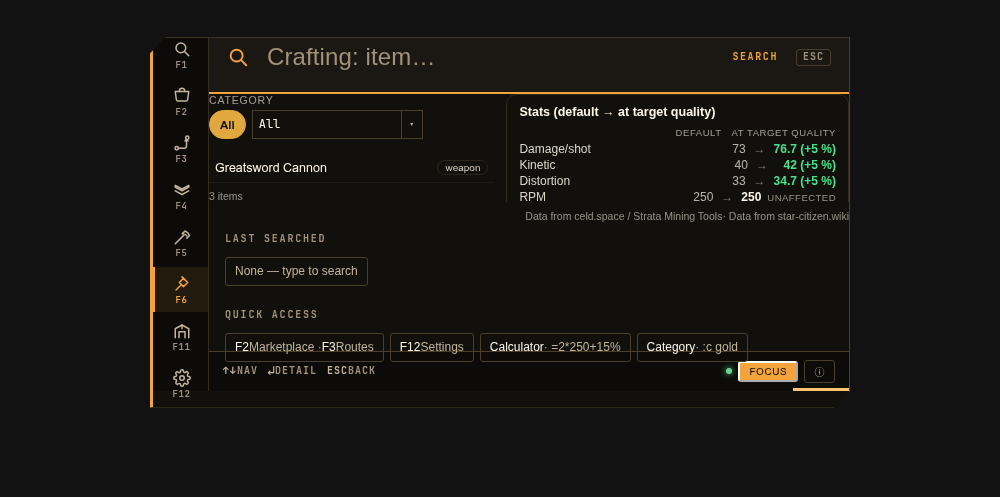 F1
F2
F3
F4
F5
F6
F11
F12
Crafting: item…
SEARCH
ESC
CATEGORY
All
All
Greatsword Cannon
weapon
3 items
Stats (default → at target quality)
DEFAULT AT TARGET QUALITY
Damage/shot 73 → 76.7 (+5 %)
Kinetic 40 → 42 (+5 %)
Distortion 33 → 34.7 (+5 %)
RPM 250 → 250 UNAFFECTED
Data from celd.space / Strata Mining Tools· Data from star-citizen.wiki
LAST SEARCHED
None — type to search
QUICK ACCESS
F2Marketplace ·F3Routes
F12Settings
Calculator· =2*250+15%
Category· :c gold
↑↓NAV ↲DETAIL ESCBACK
FOCUS
ⓘ